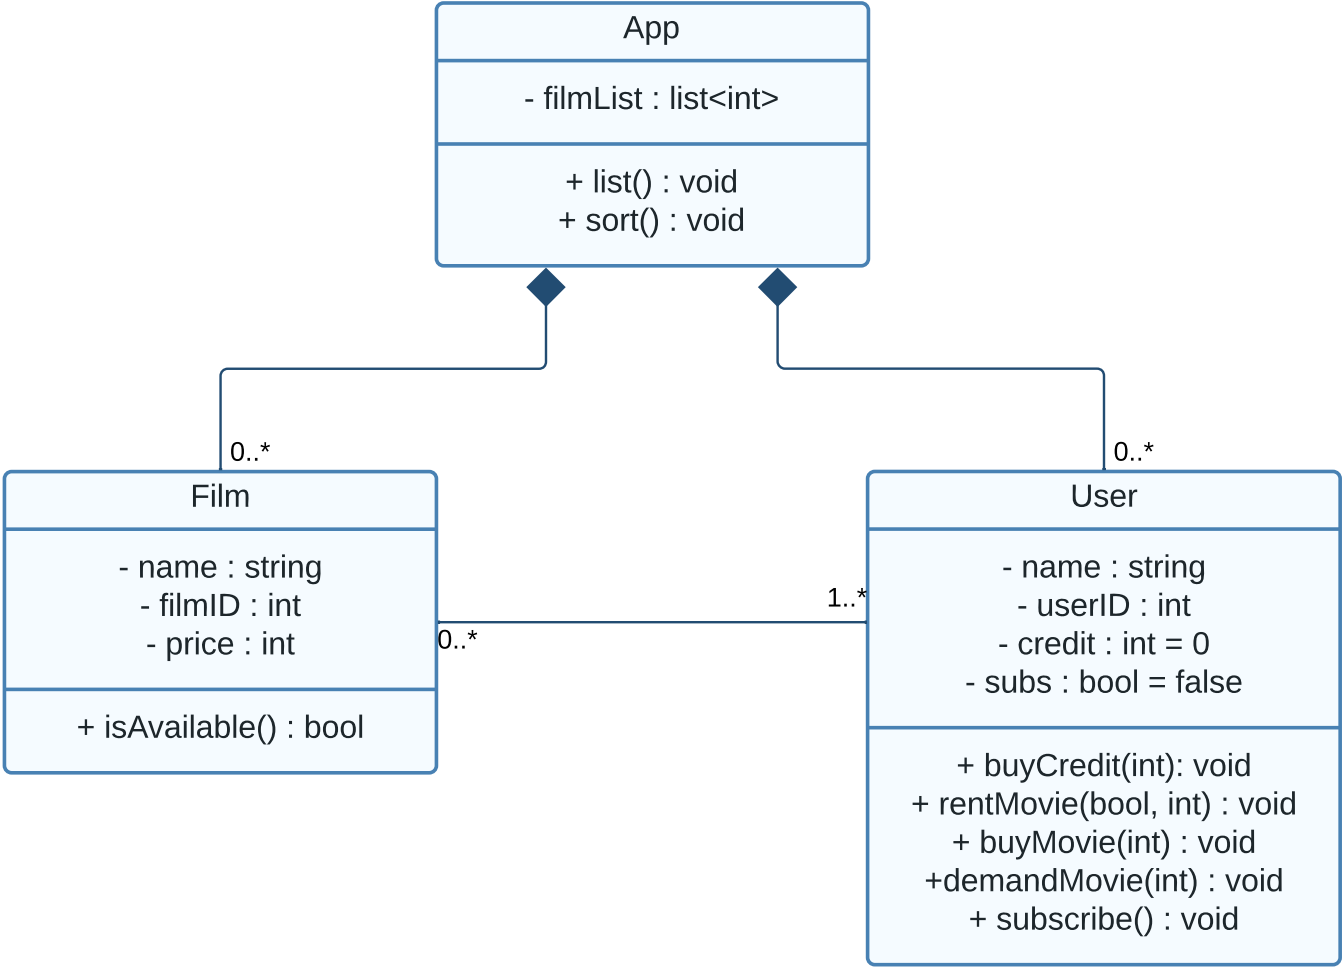 App
- filmList : list<int>
+ list() : void
+ sort() : void
0..*
0..*
Film
- name : string
- filmID : int
- price : int
+ isAvailable() : bool
1..*
0..*
User
- name : string
- userID : int
- credit : int = 0
- subs : bool = false
+ buyCredit(int): void
+ rentMovie(bool, int) : void
+ buyMovie(int) : void
+demandMovie(int) : void
+ subscribe() : void